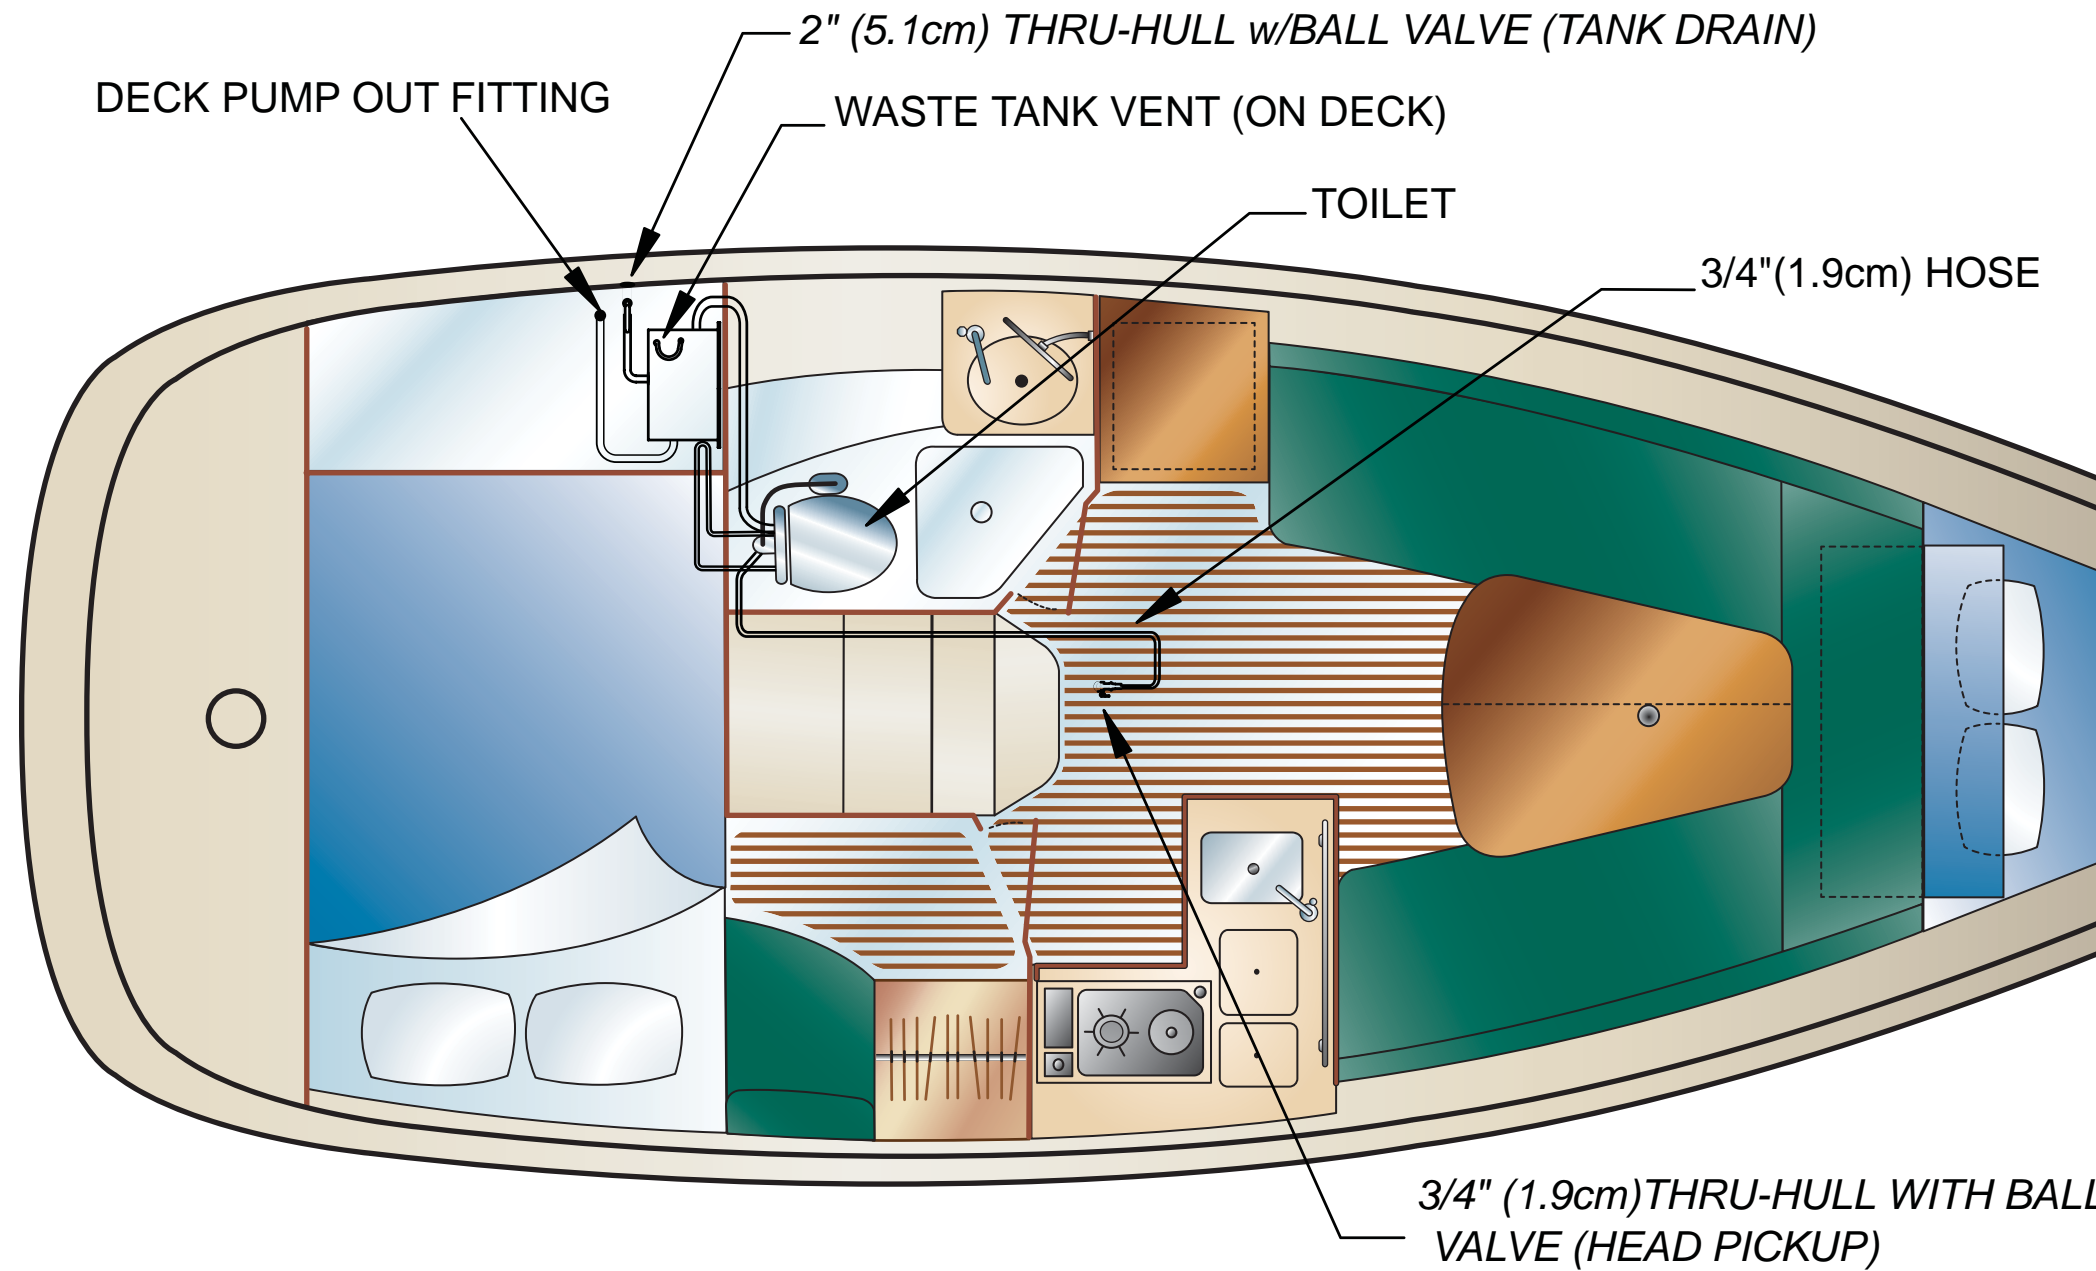 2" (5.1cm) THRU-HULL w/BALL VALVE (TANK DRAIN)
DECK PUMP OUT FITTING
WASTE TANK VENT (ON DECK)
TOILET
3/4"(1.9cm) HOSE
3/4" (1.9cm)THRU-HULL WITH BALL
VALVE (HEAD PICKUP)